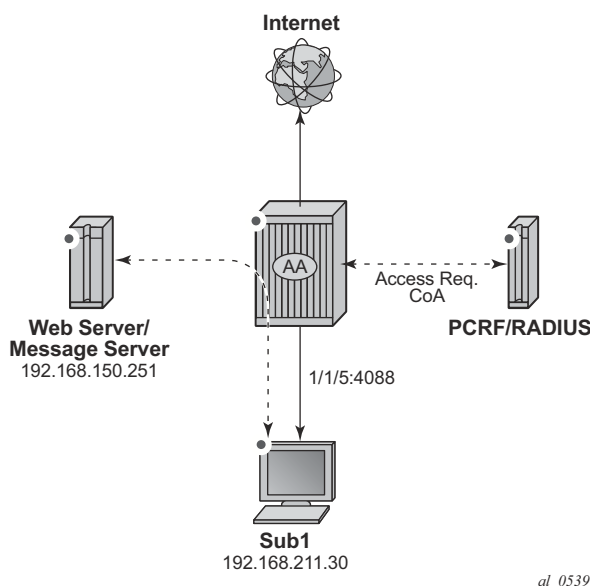 Internet
AA
Access Req.
CoA
Web Server/
Message Server
192.168.150.251
PCRF/RADIUS
1/1/5:4088
Sub1
192.168.211.30
al_0539